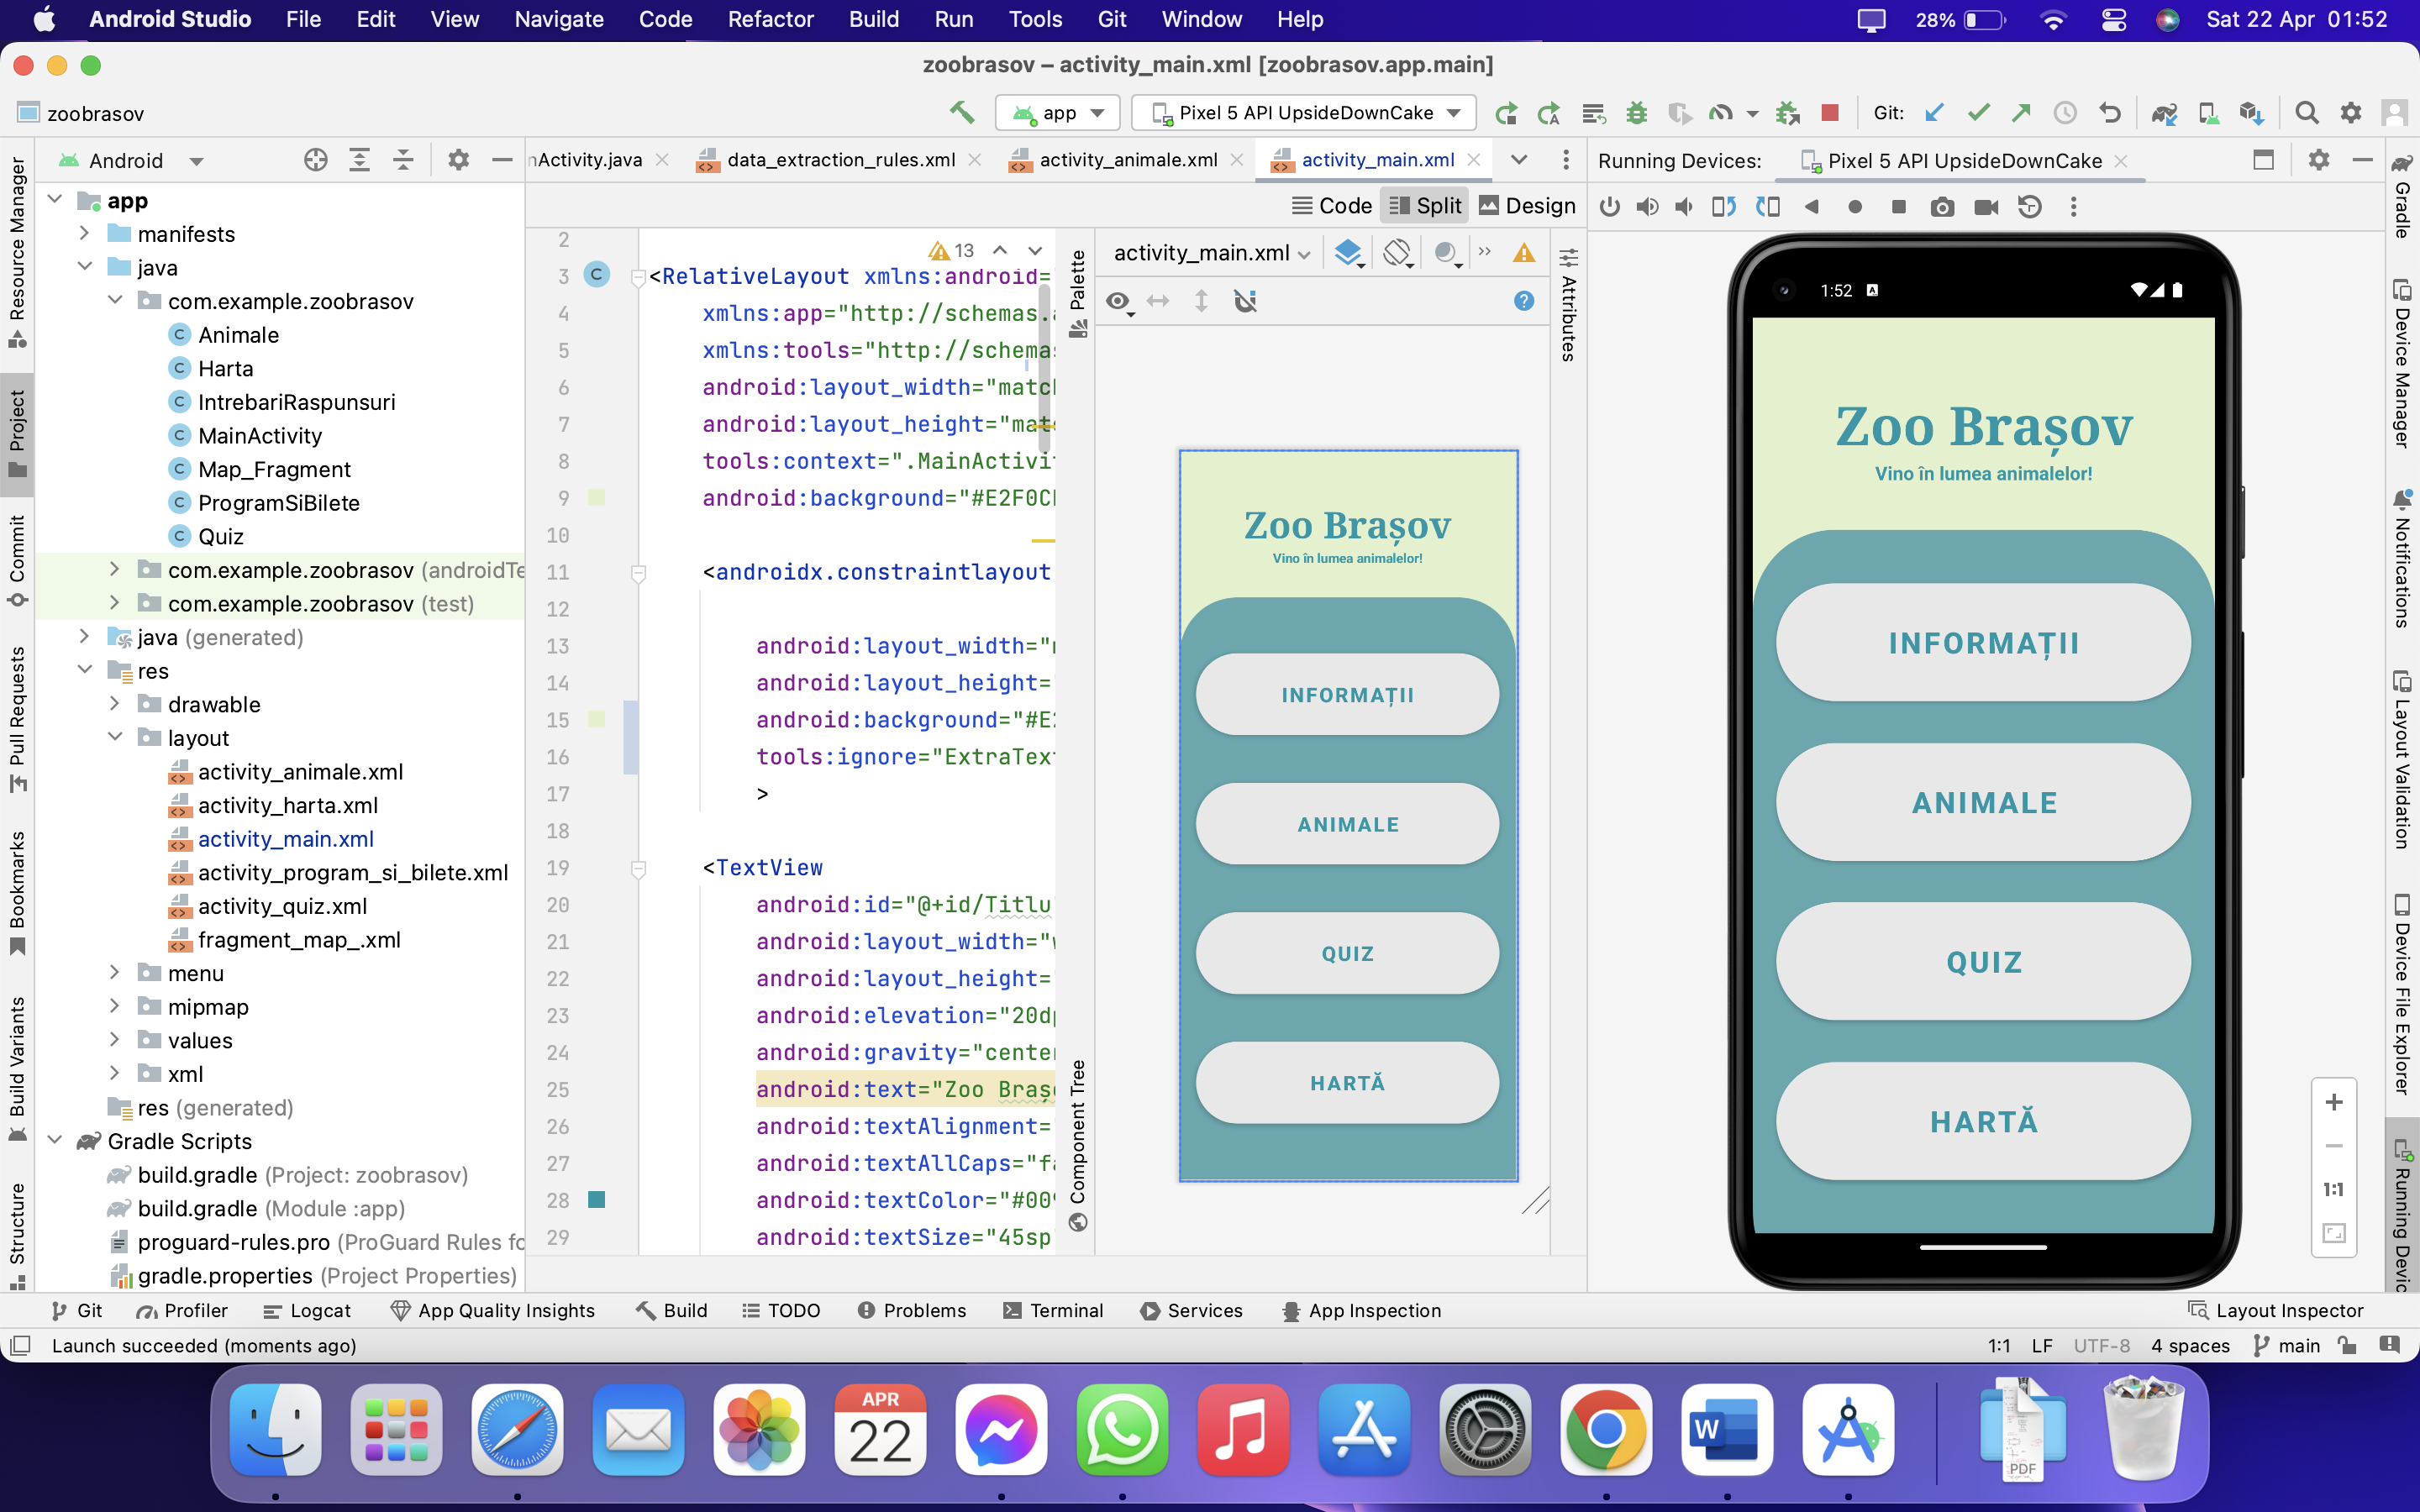 Android Studio File Edit View Navigate Code Refactor Build Run Tools Git Window Help 28% Sat 22 Apr 01:52
zoobrasov – activity_main.xml [zoobrasov.app.main]
zoobrasov app Pixel 5 API UpsideDownCake Git:
Android nActivity.java data_extraction_rules.xml activity_animale.xml activity_main.xml Running Devices: Pixel 5 API UpsideDownCake
Code Split Design
Resource Manager
Project
Commit
Pull Requests
Bookmarks
Build Variants
Structure
app
manifests
java
com.example.zoobrasov
Animale
Harta
IntrebariRaspunsuri
MainActivity
Map_Fragment
ProgramSiBilete
Quiz
com.example.zoobrasov (androidTe
com.example.zoobrasov (test)
java (generated)
res
drawable
layout
activity_animale.xml
activity_harta.xml
activity_main.xml
activity_program_si_bilete.xml
activity_quiz.xml
fragment_map_.xml
menu
mipmap
values
xml
res (generated)
Gradle Scripts
build.gradle (Project: zoobrasov)
build.gradle (Module :app)
proguard-rules.pro (ProGuard Rules fo
gradle.properties (Project Properties)
13
2
3 <RelativeLayout xmlns:android=
4 xmlns:app="http://schemas.a
5 xmlns:tools="http://schemas
6 android:layout_width="match
7 android:layout_height="matc
8 tools:context=".MainActivit
9 android:background="#E2F0C
10
11 <androidx.constraintlayout
12
13 android:layout_width="m
14 android:layout_height="
15 android:background="#E2
16 tools:ignore="ExtraText
17 >
18
19 <TextView
20 android:id="@+id/Titlu
21 android:layout_width="w
22 android:layout_height="
23 android:elevation="20dp
24 android:gravity="center
25 android:text="Zoo Brașo
26 android:textAlignment="
27 android:textAllCaps="fa
28 android:textColor="#009
29 android:textSize="45sp
Palette
Component Tree
activity_main.xml
Attributes
Zoo Brașov
Vino în lumea animalelor!
INFORMAȚII
ANIMALE
QUIZ
HARTĂ
1:52
Zoo Brașov
Vino în lumea animalelor!
INFORMAȚII
ANIMALE
QUIZ
HARTĂ
1:1
Gradle
Device Manager
Notifications
Layout Validation
Device File Explorer
Running Devic
Git Profiler Logcat App Quality Insights Build TODO Problems Terminal Services App Inspection Layout Inspector
Launch succeeded (moments ago) 1:1 LF UTF-8 4 spaces main
APR
22
W
PDF